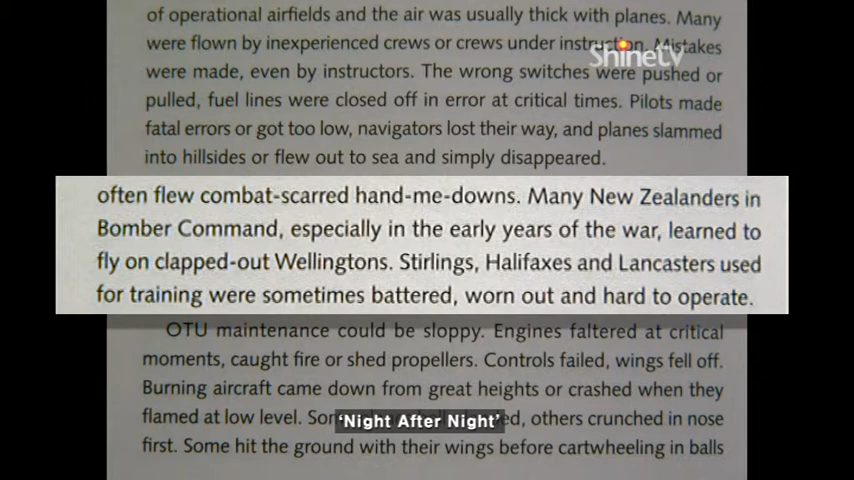 of operational airfields and the air was usually thick with planes. Many
were flown by inexperienced crews or crews under instruction. Mistakes
ShineTV
were made, even by instructors. The wrong switches were pushed or
pulled, fuel lines were closed off in error at critical times. Pilots made
fatal errors or got too low, navigators lost their way, and planes slammed
into hillsides or flew out to sea and simply disappeared.
often flew combat-scarred hand-me-downs. Many New Zealanders in
Bomber Command, especially in the early years of the war, learned to
fly on clapped-out Wellingtons. Stirlings, Halifaxes and Lancasters used
for training were sometimes battered, worn out and hard to operate.
OTU maintenance could be sloppy. Engines faltered at critical
moments, caught fire or shed propellers. Controls failed, wings fell off.
Burning aircraft came down from great heights or crashed when they
flamed at low level. others crunched in nose
'Night After Night'
first. Some hit the ground with their wings before cartwheeling in balls